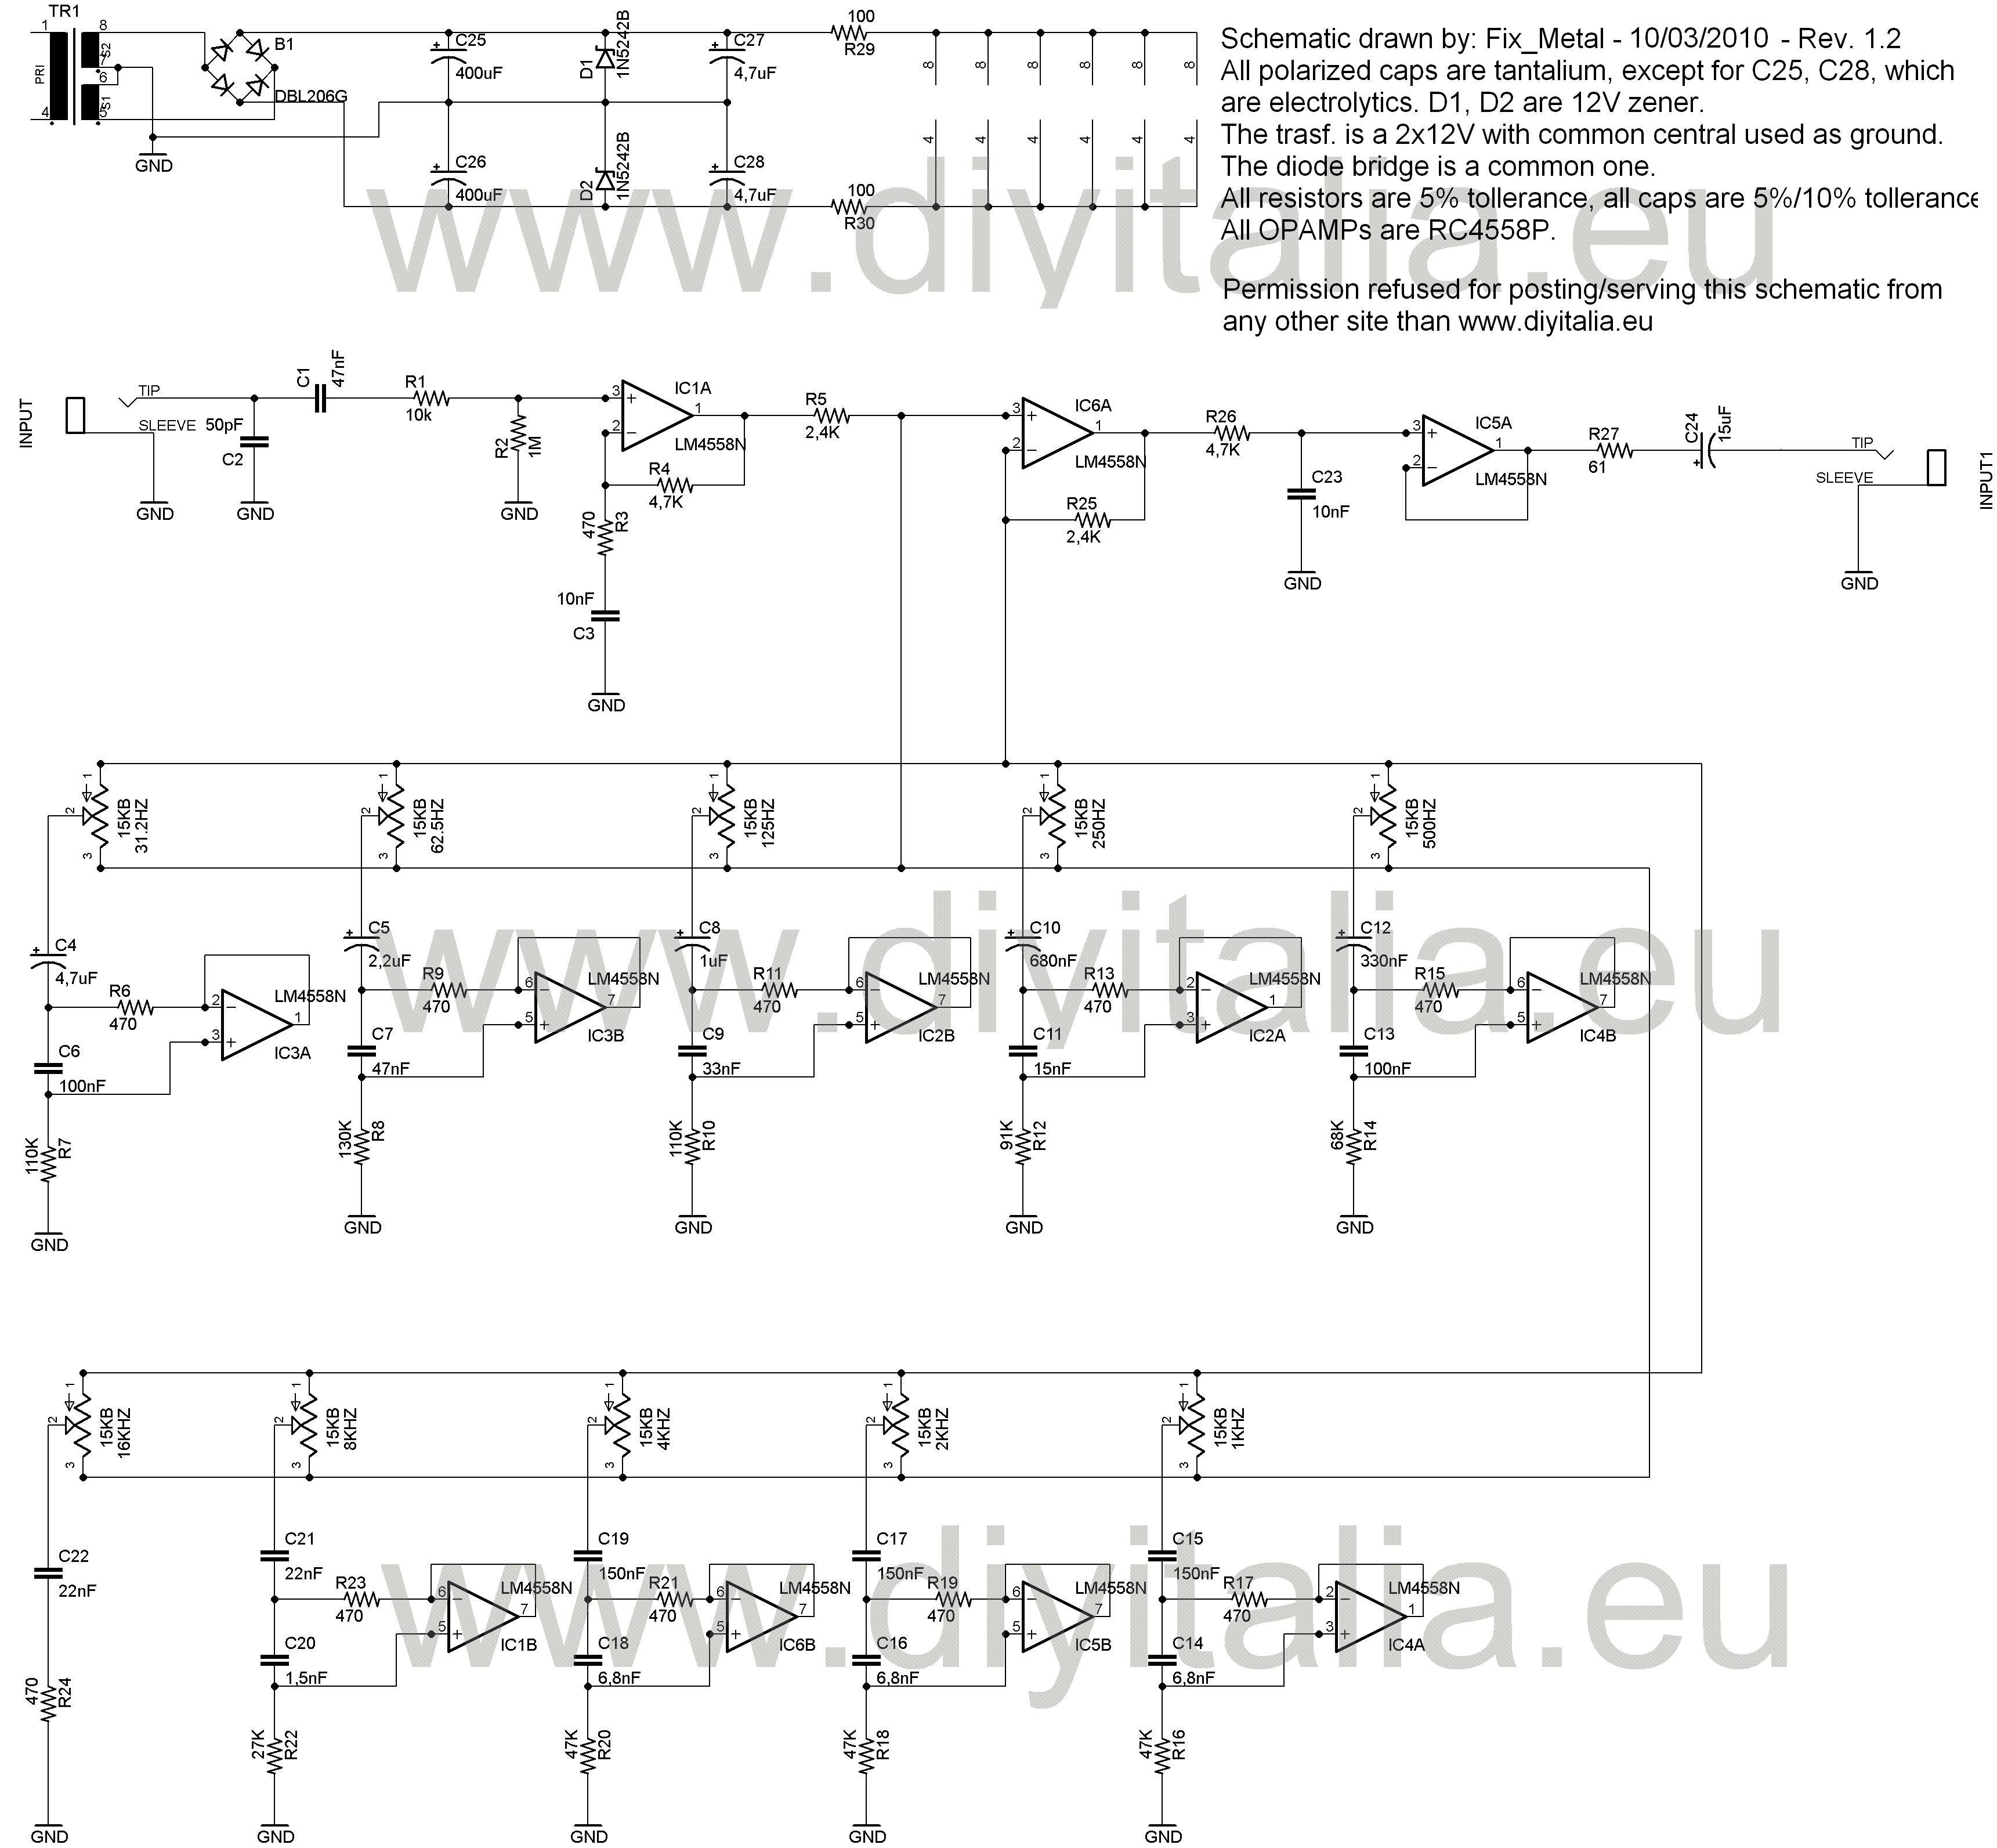 TR1
1
8
S2
7
6
S1
5
4
PRI
B1
DBL206G
GND
C25
400uF
C26
400uF
D1
1N5242B
D2
1N5242B
C27
4,7uF
C28
4,7uF
100
R29
100
R30
8 8 8 8 8 8
4 4 4 4 4 4
Schematic drawn by: Fix_Metal - 10/03/2010 - Rev. 1.2
All polarized caps are tantalium, except for C25, C28, which
are electrolytics. D1, D2 are 12V zener.
The trasf. is a 2x12V with common central used as ground.
The diode bridge is a common one.
All resistors are 5% tollerance, all caps are 5%/10% tollerance
All OPAMPs are RC4558P.
Permission refused for posting/serving this schematic from
any other site than www.diyitalia.eu
www.diyitalia.eu
INPUT
TIP
SLEEVE
GND
50pF
C2
GND
C1
47nF
R1
10k
R2
1M
GND
3
+
2
−
1
IC1A
LM4558N
R4
4,7K
470
R3
10nF
C3
GND
R5
2,4K
3
+
2
−
1
IC6A
LM4558N
R25
2,4K
R26
4,7K
C23
10nF
GND
3
+
2
−
1
IC5A
LM4558N
R27
61
C24
15uF
+
TIP
SLEEVE
INPUT1
GND
1
2
3
15KB
31.2HZ
1
2
3
15KB
62.5HZ
1
2
3
15KB
125HZ
1
2
3
15KB
250HZ
1
2
3
15KB
500HZ
www.diyitalia.eu
C4
4,7uF
R6
470
C6
100nF
2
3
1
LM4558N
IC3A
110K
R7
GND
C5
2,2uF
R9
470
C7
47nF
6
5
7
LM4558N
IC3B
130K
R8
GND
C8
1uF
R11
470
C9
33nF
6
5
7
LM4558N
IC2B
110K
R10
GND
C10
680nF
R13
470
C11
15nF
2
3
1
LM4558N
IC2A
91K
R12
GND
C12
330nF
R15
470
C13
100nF
6
5
7
LM4558N
IC4B
68K
R14
GND
1
2
3
15KB
16KHZ
1
2
3
15KB
8KHZ
1
2
3
15KB
4KHZ
1
2
3
15KB
2KHZ
1
2
3
15KB
1KHZ
www.diyitalia.eu
C22
22nF
470
R24
GND
C21
22nF
R23
470
C20
1,5nF
6
5
7
LM4558N
IC1B
27K
R22
GND
C19
150nF
R21
470
C18
6,8nF
6
5
7
LM4558N
IC6B
47K
R20
GND
C17
150nF
R19
470
C16
6,8nF
6
5
7
LM4558N
IC5B
47K
R18
GND
C15
150nF
R17
470
C14
6,8nF
2
3
1
LM4558N
IC4A
47K
R16
GND